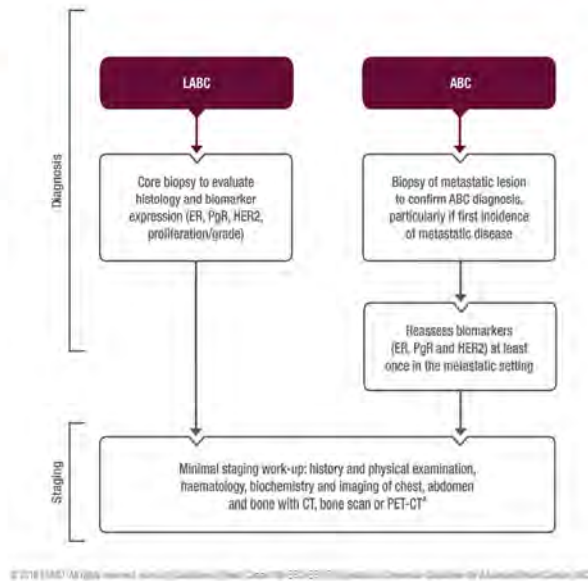 LABC
ABC
Diagnosis
Core biopsy to evaluate
histology and biomarker
expression (ER, PgR, HER2,
proliferation/grade)
Biopsy of metastatic lesion
to confirm ABC diagnosis,
particularly if first incidence
of metastatic disease
Reassess biomarkers
(ER, PgR and HER2) at least
once in the metastatic setting
Staging
Minimal staging work-up: history and physical examination,
haematology, biochemistry and imaging of chest, abdomen
and bone with CT, bone scan or PET-CTᵃ
© 2018 ESMO. All rights reserved.